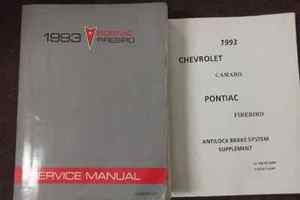 1993 PONTIAC
FIREBIRD
SERVICE MANUAL
1993
CHEVROLET
CAMARO
PONTIAC
FIREBIRD
ANTILOCK BRAKE SYSTEM
SUPPLEMENT